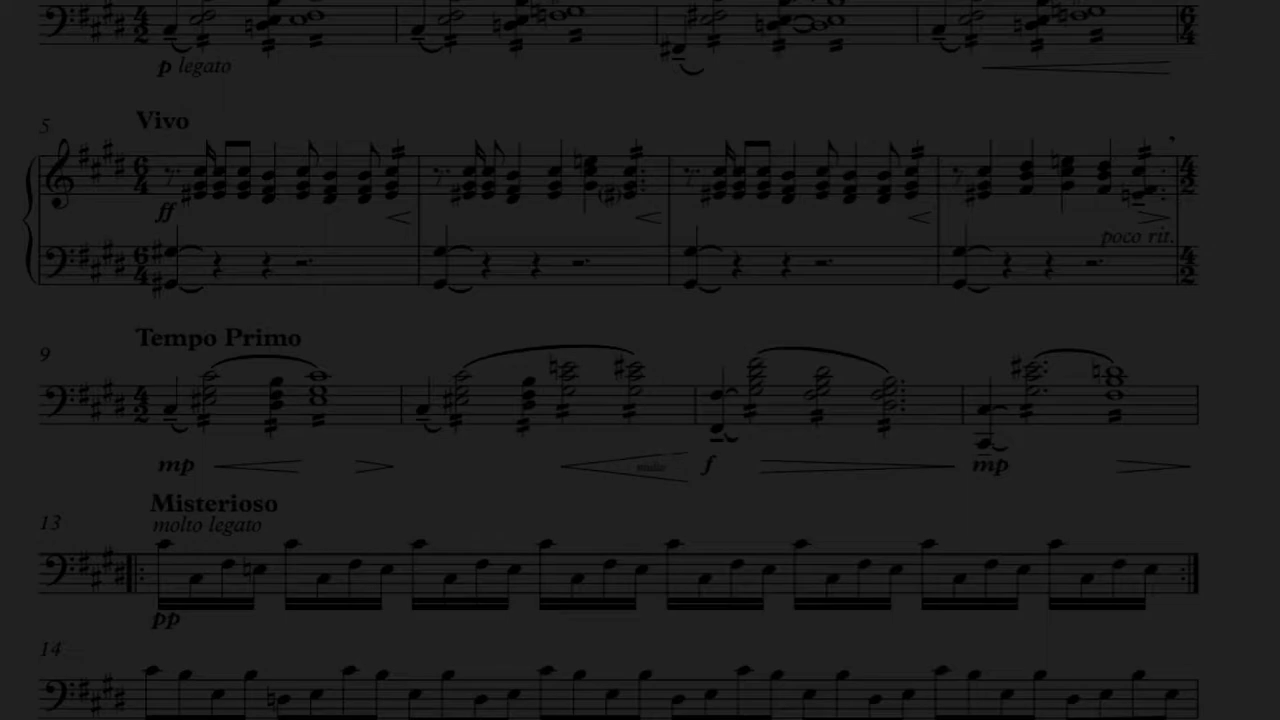 p legato
5
Vivo
ff
poco rit.
Tempo Primo
9
mp
f
mp
Misterioso
13
molto legato
pp
14